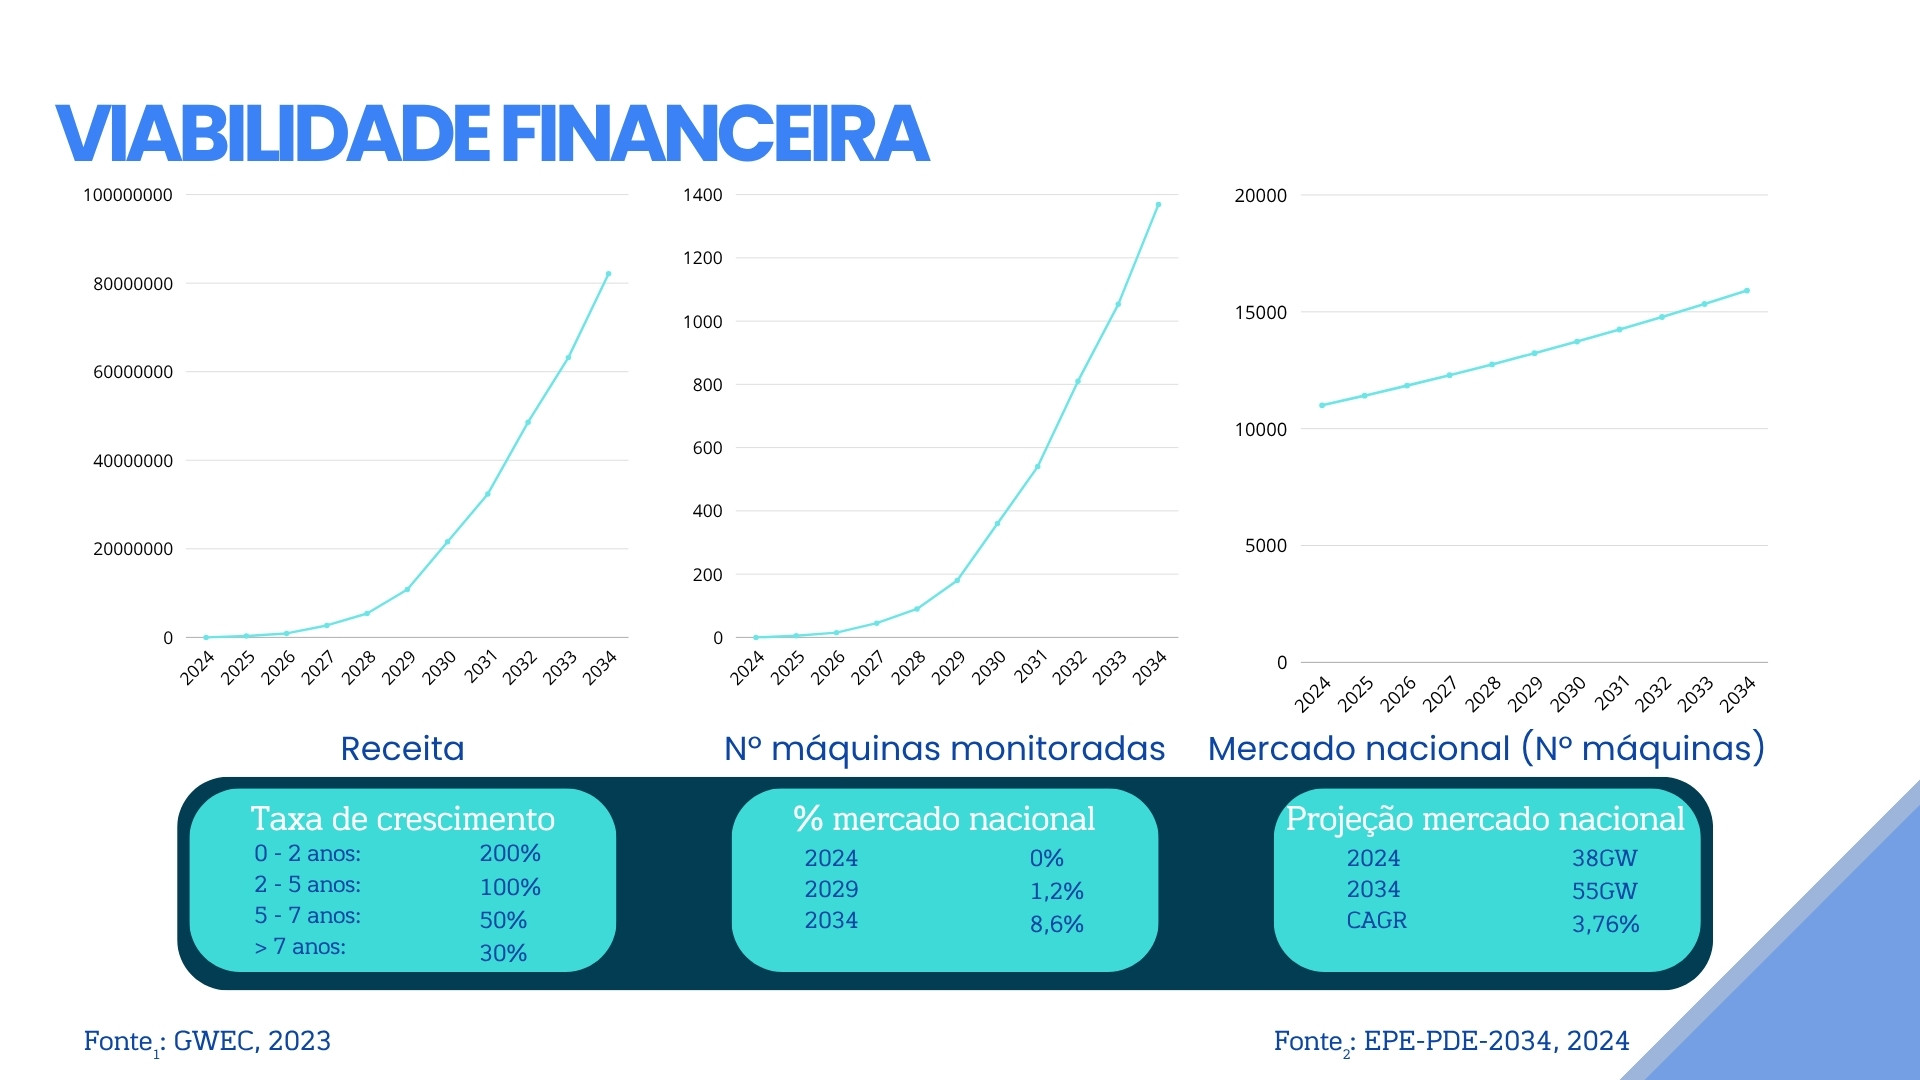 VIABILIDADE FINANCEIRA
100000000
80000000
60000000
40000000
20000000
0
2024 2025 2026 2027 2028 2029 2030 2031 2032 2033 2034
Receita
1400
1200
1000
800
600
400
200
0
2024 2025 2026 2027 2028 2029 2030 2031 2032 2033 2034
Nº máquinas monitoradas
20000
15000
10000
5000
0
2024 2025 2026 2027 2028 2029 2030 2031 2032 2033 2034
Mercado nacional (Nº máquinas)
Taxa de crescimento
0 - 2 anos: 200%
2 - 5 anos: 100%
5 - 7 anos: 50%
> 7 anos: 30%
% mercado nacional
2024 0%
2029 1,2%
2034 8,6%
Projeção mercado nacional
2024 38GW
2034 55GW
CAGR 3,76%
Fonte₁: GWEC, 2023
Fonte₂: EPE-PDE-2034, 2024